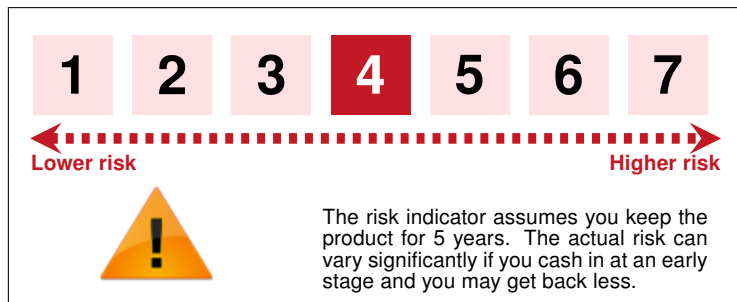 1 2 3 4 5 6 7
Lower risk Higher risk
!
The risk indicator assumes you keep the
product for 5 years. The actual risk can
vary significantly if you cash in at an early
stage and you may get back less.